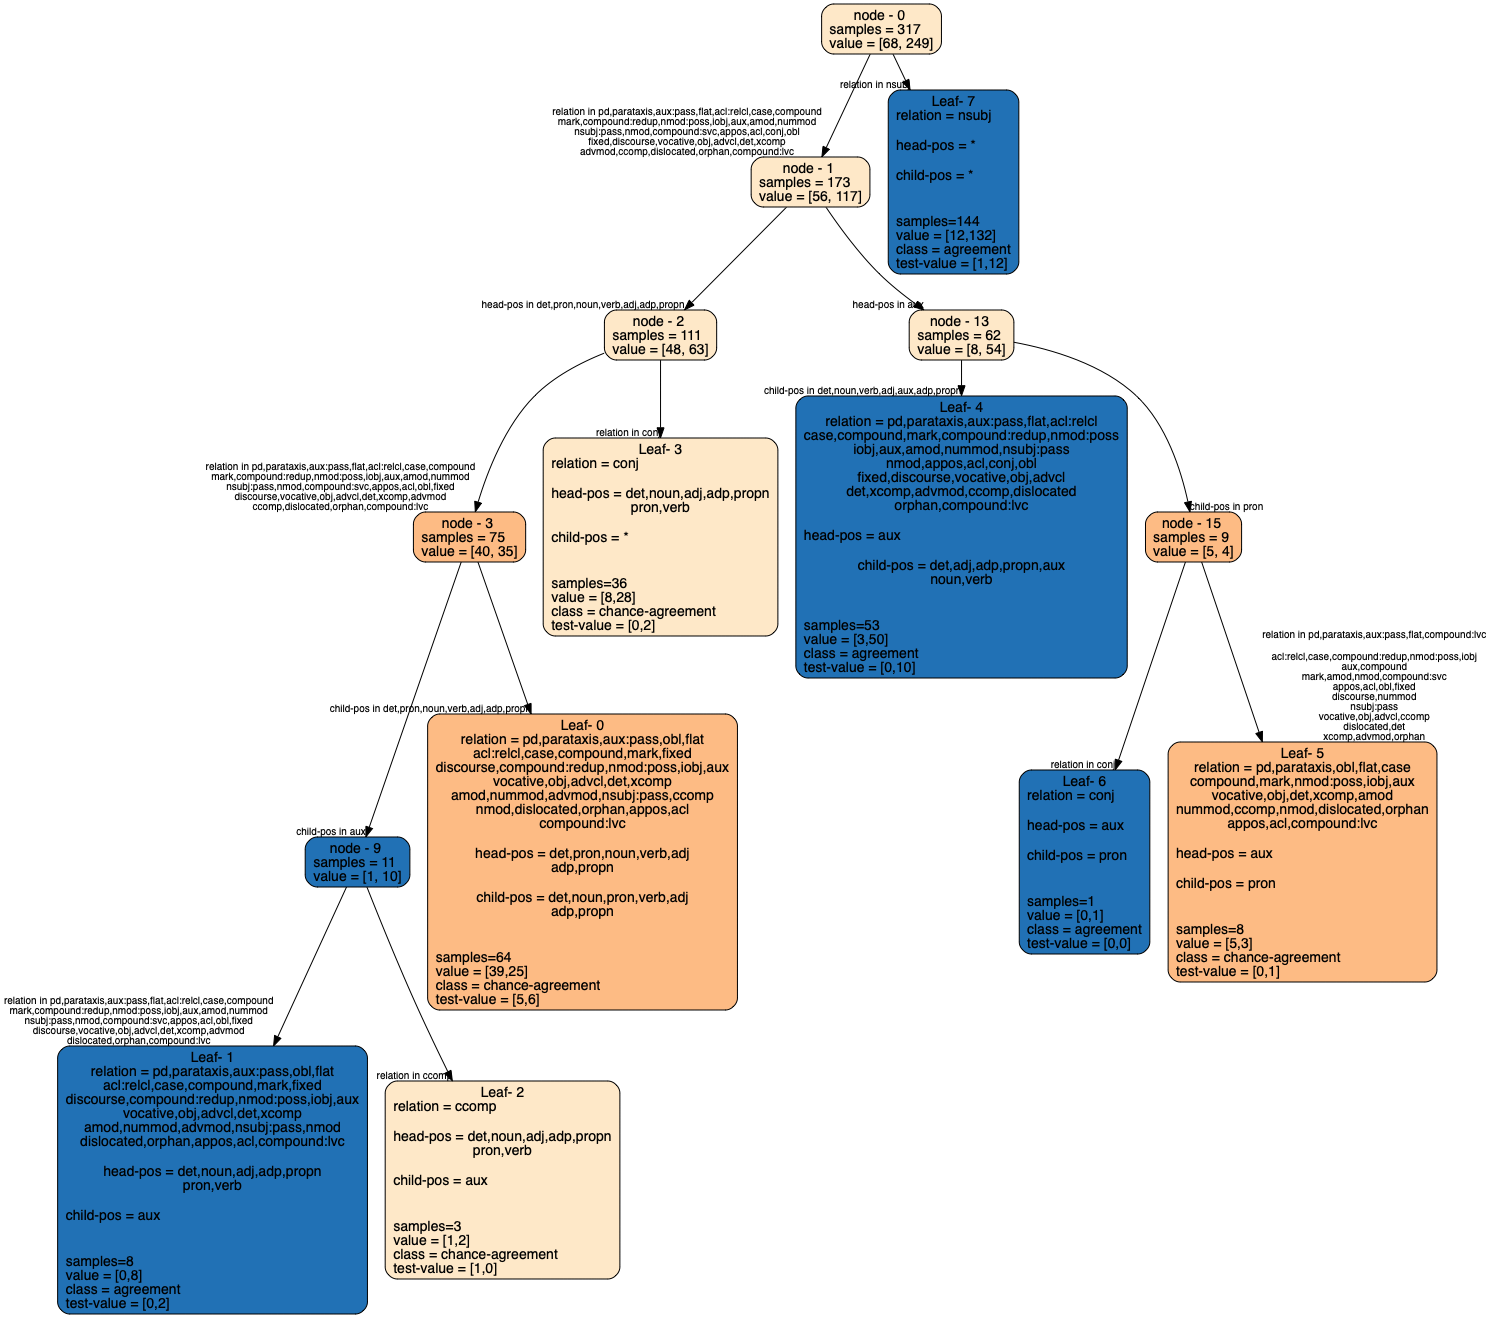 node - 0
samples = 317
value = [68, 249]
relation in nsubj
Leaf- 7
relation = nsubj
head-pos = *
child-pos = *
samples=144
value = [12,132]
class = agreement
test-value = [1,12]
relation in pd,parataxis,aux:pass,flat,acl:relcl,case,compound
mark,compound:redup,nmod:poss,iobj,aux,amod,nummod
nsubj:pass,nmod,compound:svc,appos,acl,conj,obl
fixed,discourse,vocative,obj,advcl,det,xcomp
advmod,ccomp,dislocated,orphan,compound:lvc
node - 1
samples = 173
value = [56, 117]
head-pos in det,pron,noun,verb,adj,adp,propn
node - 2
samples = 111
value = [48, 63]
head-pos in aux
node - 13
samples = 62
value = [8, 54]
child-pos in det,noun,verb,adj,aux,adp,propn
Leaf- 4
relation = pd,parataxis,aux:pass,flat,acl:relcl
case,compound,mark,compound:redup,nmod:poss
iobj,aux,amod,nummod,nsubj:pass
nmod,appos,acl,conj,obl
fixed,discourse,vocative,obj,advcl
det,xcomp,advmod,ccomp,dislocated
orphan,compound:lvc
head-pos = aux
child-pos = det,adj,adp,propn,aux
noun,verb
samples=53
value = [3,50]
class = agreement
test-value = [0,10]
relation in conj
Leaf- 3
relation = conj
head-pos = det,noun,adj,adp,propn
pron,verb
child-pos = *
samples=36
value = [8,28]
class = chance-agreement
test-value = [0,2]
relation in pd,parataxis,aux:pass,flat,acl:relcl,case,compound
mark,compound:redup,nmod:poss,iobj,aux,amod,nummod
nsubj:pass,nmod,compound:svc,appos,acl,obl,fixed
discourse,vocative,obj,advcl,det,xcomp,advmod
ccomp,dislocated,orphan,compound:lvc
node - 3
samples = 75
value = [40, 35]
child-pos in pron
node - 15
samples = 9
value = [5, 4]
relation in pd,parataxis,aux:pass,flat,compound:lvc
acl:relcl,case,compound:redup,nmod:poss,iobj
aux,compound
mark,amod,nmod,compound:svc
appos,acl,obl,fixed
discourse,nummod
nsubj:pass
vocative,obj,advcl,ccomp
dislocated,det
xcomp,advmod,orphan
child-pos in det,pron,noun,verb,adj,adp,propn
Leaf- 0
relation = pd,parataxis,aux:pass,obl,flat
acl:relcl,case,compound,mark,fixed
discourse,compound:redup,nmod:poss,iobj,aux
vocative,obj,advcl,det,xcomp
amod,nummod,advmod,nsubj:pass,ccomp
nmod,dislocated,orphan,appos,acl
compound:lvc
head-pos = det,pron,noun,verb,adj
adp,propn
child-pos = det,noun,pron,verb,adj
adp,propn
samples=64
value = [39,25]
class = chance-agreement
test-value = [5,6]
relation in conj
Leaf- 6
relation = conj
head-pos = aux
child-pos = pron
samples=1
value = [0,1]
class = agreement
test-value = [0,0]
Leaf- 5
relation = pd,parataxis,obl,flat,case
compound,mark,nmod:poss,iobj,aux
vocative,obj,det,xcomp,amod
nummod,ccomp,nmod,dislocated,orphan
appos,acl,compound:lvc
head-pos = aux
child-pos = pron
samples=8
value = [5,3]
class = chance-agreement
test-value = [0,1]
child-pos in aux
node - 9
samples = 11
value = [1, 10]
relation in pd,parataxis,aux:pass,flat,acl:relcl,case,compound
mark,compound:redup,nmod:poss,iobj,aux,amod,nummod
nsubj:pass,nmod,compound:svc,appos,acl,obl,fixed
discourse,vocative,obj,advcl,det,xcomp,advmod
dislocated,orphan,compound:lvc
Leaf- 1
relation = pd,parataxis,aux:pass,obl,flat
acl:relcl,case,compound,mark,fixed
discourse,compound:redup,nmod:poss,iobj,aux
vocative,obj,advcl,det,xcomp
amod,nummod,advmod,nsubj:pass,nmod
dislocated,orphan,appos,acl,compound:lvc
head-pos = det,noun,adj,adp,propn
pron,verb
child-pos = aux
samples=8
value = [0,8]
class = agreement
test-value = [0,2]
relation in ccomp
Leaf- 2
relation = ccomp
head-pos = det,noun,adj,adp,propn
pron,verb
child-pos = aux
samples=3
value = [1,2]
class = chance-agreement
test-value = [1,0]